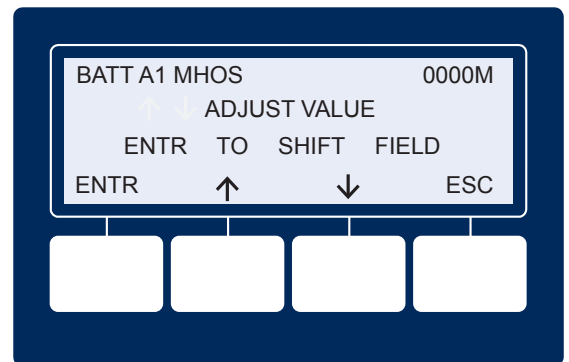 BATT A1 MHOS 0000M
↑ ↓ ADJUST VALUE
ENTR TO SHIFT FIELD
ENTR ↑ ↓ ESC